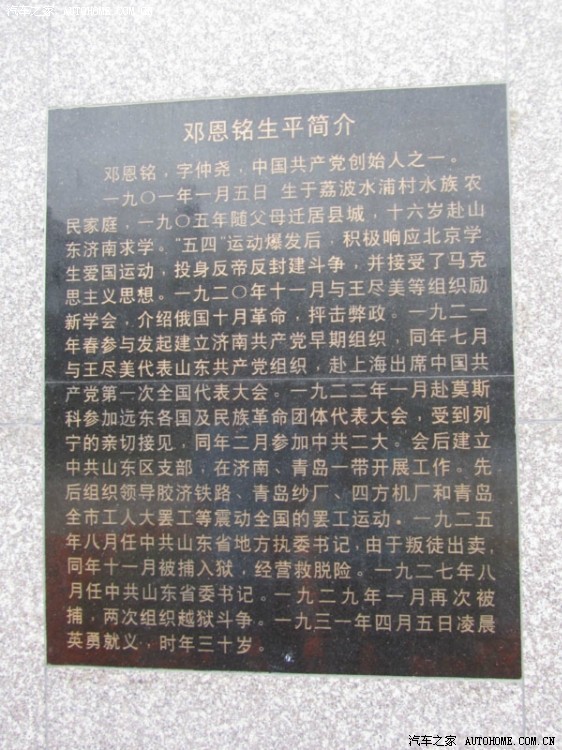 汽车之家 AUTOHOME.COM.CN
邓恩铭生平简介
邓恩铭，字仲尧，中国共产党创始人之一。
一九〇一年一月五日 生于荔波水浦村水族农
民家庭，一九〇五年随父母迁居县城，十六岁赴山
东济南求学。“五四”运动爆发后，积极响应北京学
生爱国运动，投身反帝反封建斗争，并接受了马克
思主义思想。一九二〇年十一月与王尽美等组织励
新学会，介绍俄国十月革命，抨击弊政。一九二一
年春参与发起建立济南共产党早期组织，同年七月
与王尽美代表山东共产党组织，赴上海出席中国共
产党第一次全国代表大会。一九二二年一月赴莫斯
科参加远东各国及民族革命团体代表大会，受到列
宁的亲切接见，同年二月参加中共二大。会后建立
中共山东区支部，在济南、青岛一带开展工作。先
后组织领导胶济铁路、青岛纱厂、四方机厂和青岛
全市工人大罢工等震动全国的罢工运动。一九二五
年八月任中共山东省地方执委书记，由于叛徒出卖，
同年十一月被捕入狱，经营救脱险。一九二七年八
月任中共山东省委书记。一九二九年一月再次被
捕，两次组织越狱斗争。一九三一年四月五日凌晨
英勇就义，时年三十岁。
汽车之家 AUTOHOME.COM.CN